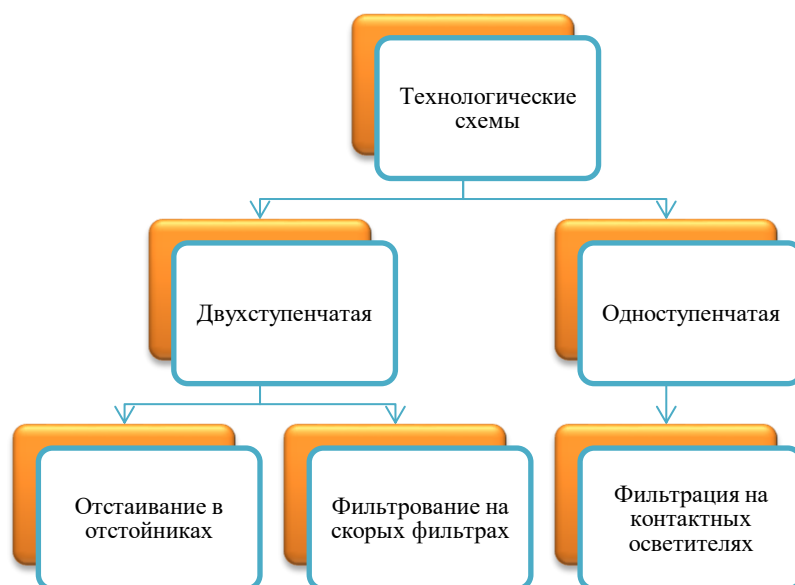 Технологические
схемы
Двухступенчатая
Одноступенчатая
Отстаивание в
отстойниках
Фильтрование на
скорых фильтрах
Фильтрация на
контактных
осветителях